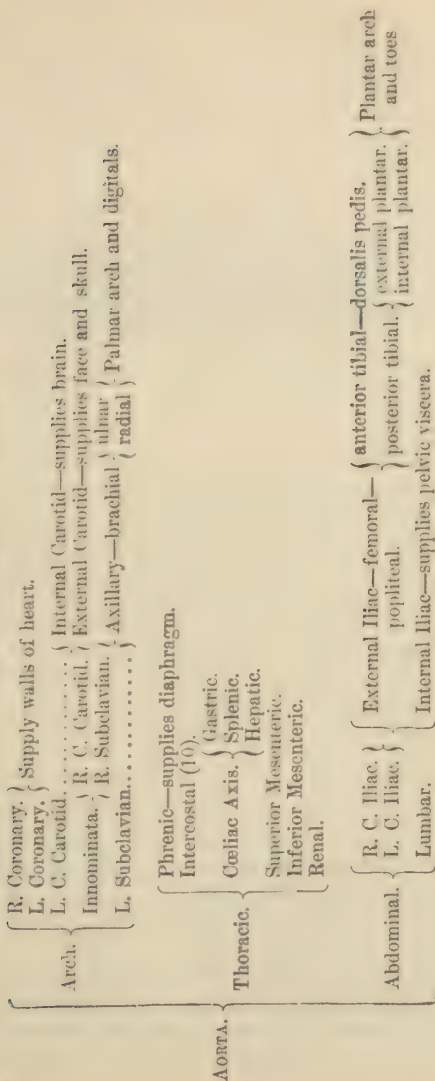 AORTA.
Arch.
R. Coronary. } Supply walls of heart.
L. Coronary. }
L. C. Carotid............ } Internal Carotid—supplies brain.
Innominata. { R. C. Carotid. } External Carotid—supplies face and skull.
R. Subclavian. } Axillary—brachial { ulnar } Palmar arch and digitals.
L. Subclavian............ } { radial }
Thoracic.
Phrenic—supplies diaphragm.
Intercostal (10).
Cœliac Axis. { Gastric.
Splenic.
Hepatic.
Superior Mesenteric.
Inferior Mesenteric.
Renal.
Abdominal.
R. C. Iliac. } External Iliac—femoral— { anterior tibial—dorsalis pedis. } Plantar arch
L. C. Iliac. } popliteal. posterior tibial. { external plantar. } and toes
internal plantar.
Internal Iliac—supplies pelvic viscera.
Lumbar.